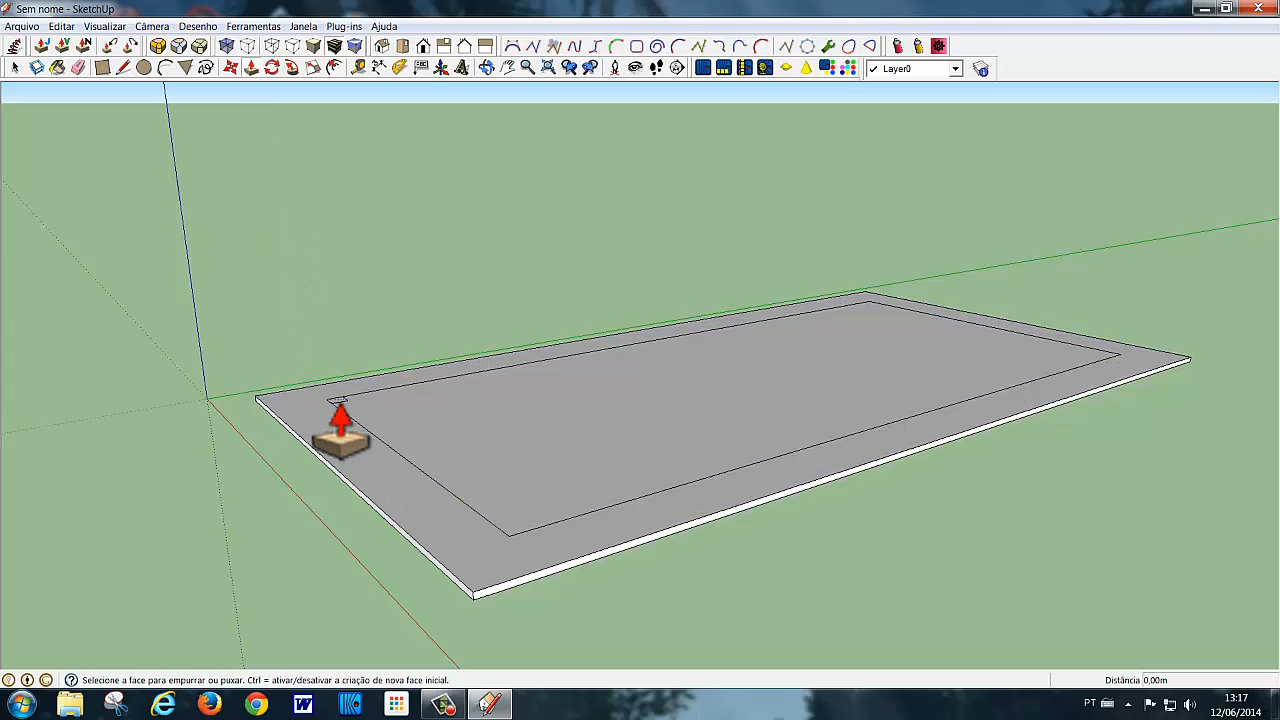 Sem nome - SketchUp
Arquivo Editar Visualizar Câmera Desenho Ferramentas Janela Plug-ins Ajuda
Layer0
Selecione a face para empurrar ou puxar. Ctrl = ativar/desativar a criação de nova face inicial.
Distância 0,00m
PT
13:17
12/06/2014